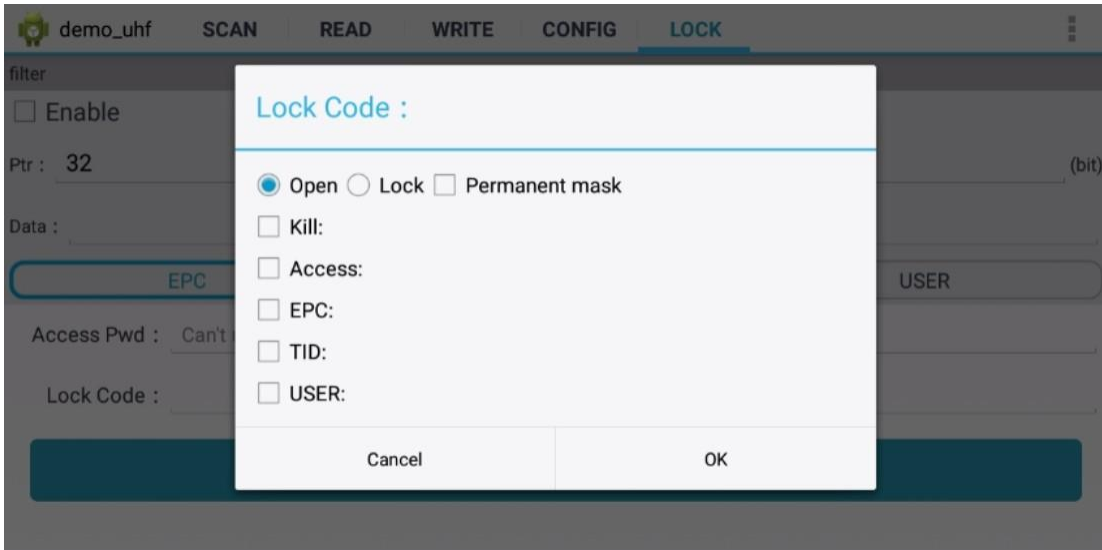 demo_uhf SCAN READ WRITE CONFIG LOCK
filter
Enable
Ptr : 32 (bit)
Data :
EPC USER
Access Pwd : Can't
Lock Code :
Lock Code :
Open Lock Permanent mask
Kill:
Access:
EPC:
TID:
USER:
Cancel OK